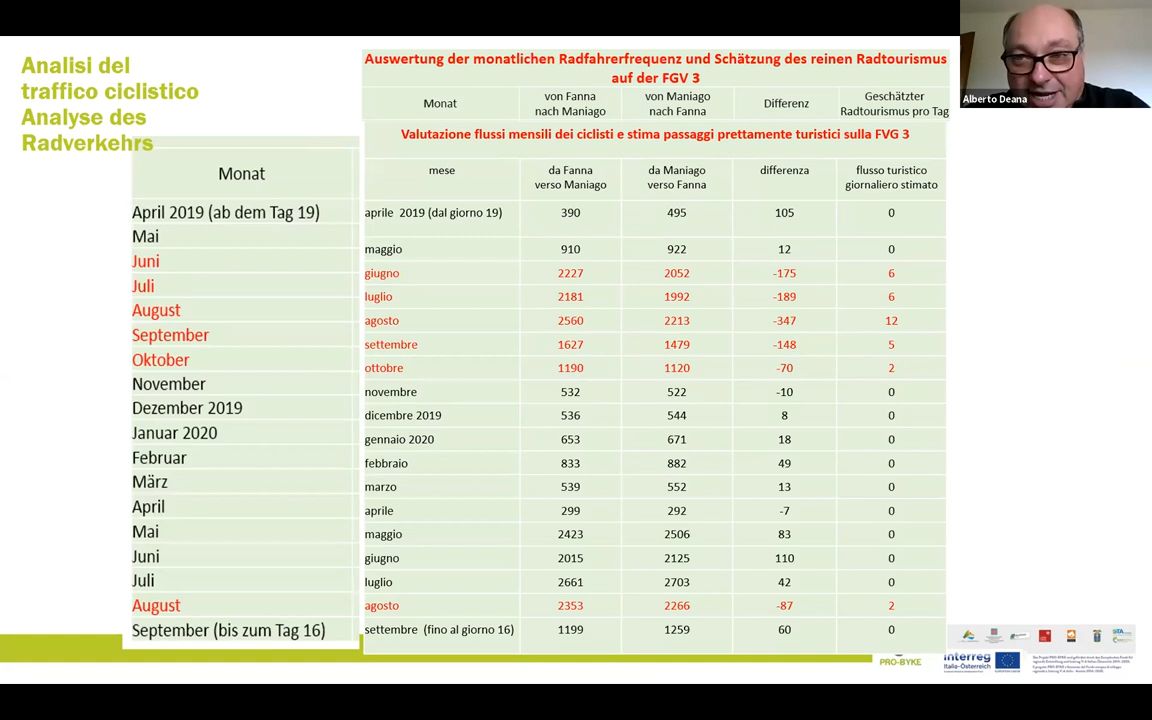 Analisi del
traffico ciclistico
Analyse des
Radverkehrs
Auswertung der monatlichen Radfahrerfrequenz und Schätzung des reinen Radtourismus
auf der FGV 3
Monat von Fanna nach Maniago von Maniago nach Fanna Differenz Geschätzter Radtourismus pro Tag
Valutazione flussi mensili dei ciclisti e stima passaggi prettamente turistici sulla FVG 3
Monat mese da Fanna verso Maniago da Maniago verso Fanna differenza flusso turistico giornaliero stimato
April 2019 (ab dem Tag 19) aprile 2019 (dal giorno 19) 390 495 105 0
Mai maggio 910 922 12 0
Juni giugno 2227 2052 -175 6
Juli luglio 2181 1992 -189 6
August agosto 2560 2213 -347 12
September settembre 1627 1479 -148 5
Oktober ottobre 1190 1120 -70 2
November novembre 532 522 -10 0
Dezember 2019 dicembre 2019 536 544 8 0
Januar 2020 gennaio 2020 653 671 18 0
Februar febbraio 833 882 49 0
März marzo 539 552 13 0
April aprile 299 292 -7 0
Mai maggio 2423 2506 83 0
Juni giugno 2015 2125 110 0
Juli luglio 2661 2703 42 0
August agosto 2353 2266 -87 2
September (bis zum Tag 16) settembre (fino al giorno 16) 1199 1259 60 0
Alberto Deana
PRO-BYKE
Interreg
Italia-Österreich